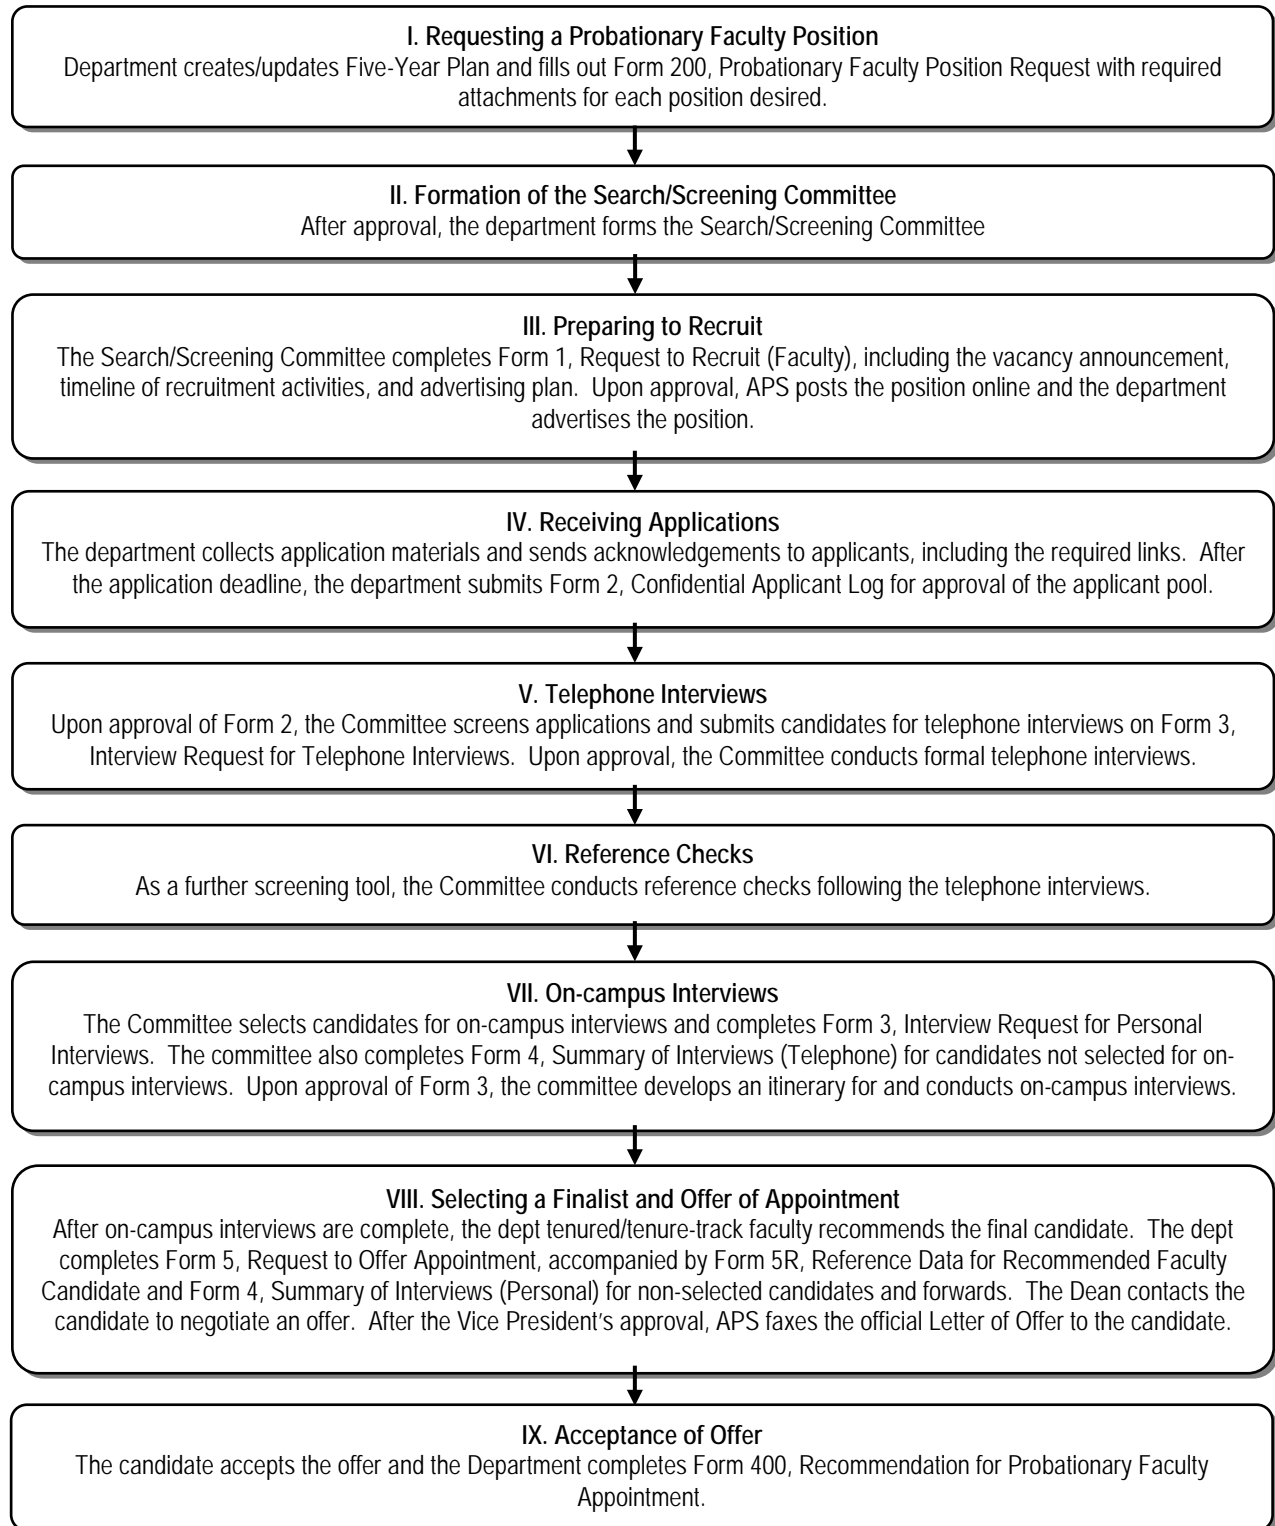 I. Requesting a Probationary Faculty Position
Department creates/updates Five-Year Plan and fills out Form 200, Probationary Faculty Position Request with required
attachments for each position desired.
II. Formation of the Search/Screening Committee
After approval, the department forms the Search/Screening Committee
III. Preparing to Recruit
The Search/Screening Committee completes Form 1, Request to Recruit (Faculty), including the vacancy announcement,
timeline of recruitment activities, and advertising plan.  Upon approval, APS posts the position online and the department
advertises the position.
IV. Receiving Applications
The department collects application materials and sends acknowledgements to applicants, including the required links.  After
the application deadline, the department submits Form 2, Confidential Applicant Log for approval of the applicant pool.
V. Telephone Interviews
Upon approval of Form 2, the Committee screens applications and submits candidates for telephone interviews on Form 3,
Interview Request for Telephone Interviews.  Upon approval, the Committee conducts formal telephone interviews.
VI. Reference Checks
As a further screening tool, the Committee conducts reference checks following the telephone interviews.
VII. On-campus Interviews
The Committee selects candidates for on-campus interviews and completes Form 3, Interview Request for Personal
Interviews.  The committee also completes Form 4, Summary of Interviews (Telephone) for candidates not selected for on-
campus interviews.  Upon approval of Form 3, the committee develops an itinerary for and conducts on-campus interviews.
VIII. Selecting a Finalist and Offer of Appointment
After on-campus interviews are complete, the dept tenured/tenure-track faculty recommends the final candidate.  The dept
completes Form 5, Request to Offer Appointment, accompanied by Form 5R, Reference Data for Recommended Faculty
Candidate and Form 4, Summary of Interviews (Personal) for non-selected candidates and forwards.  The Dean contacts the
candidate to negotiate an offer.  After the Vice President's approval, APS faxes the official Letter of Offer to the candidate.
IX. Acceptance of Offer
The candidate accepts the offer and the Department completes Form 400, Recommendation for Probationary Faculty
Appointment.